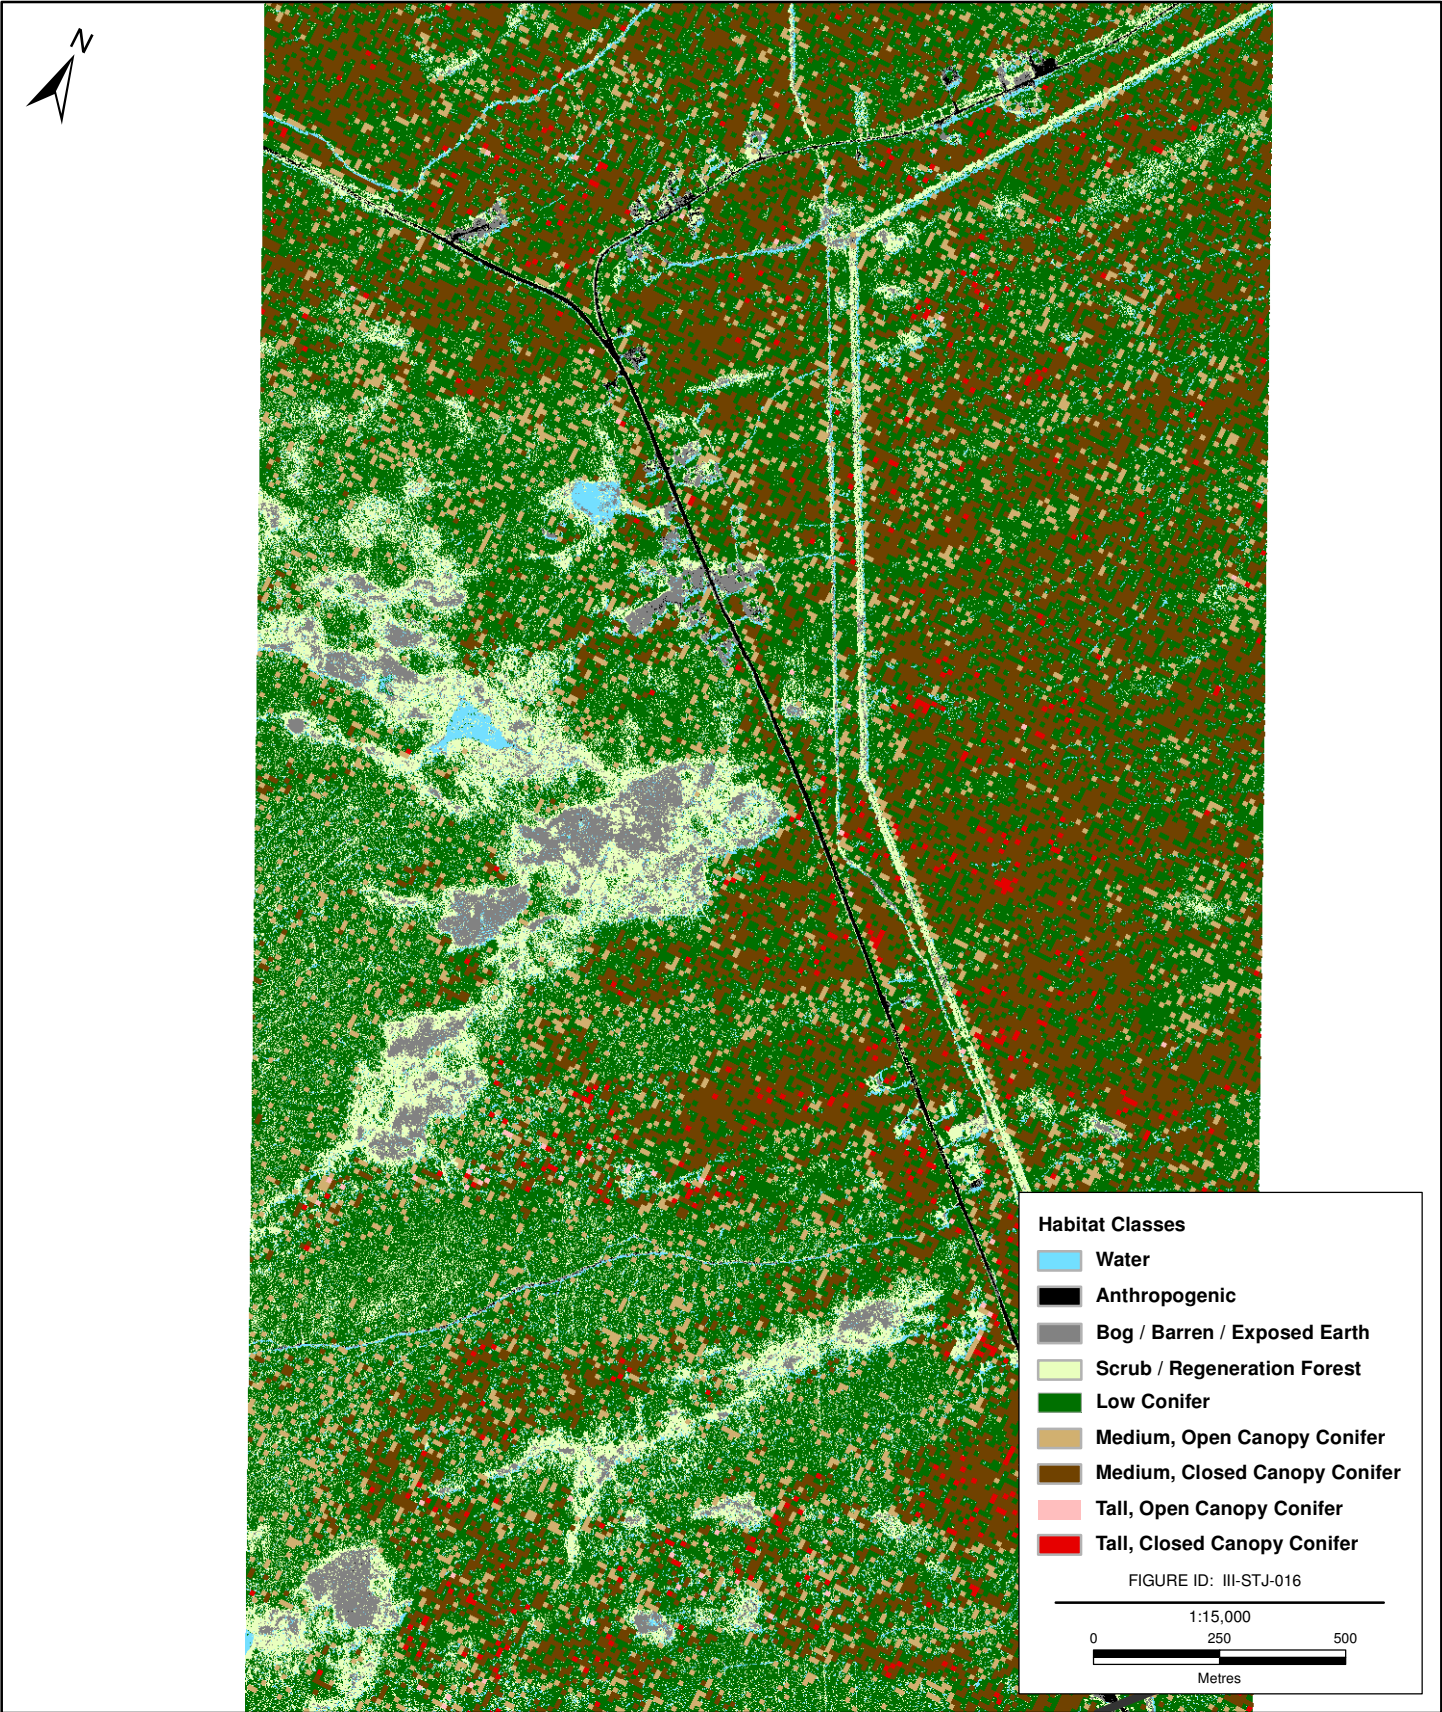 N
Habitat Classes
Water
Anthropogenic
Bog / Barren / Exposed Earth
Scrub / Regeneration Forest
Low Conifer
Medium, Open Canopy Conifer
Medium, Closed Canopy Conifer
Tall, Open Canopy Conifer
Tall, Closed Canopy Conifer
FIGURE ID: III-STJ-016
1:15,000
0 250 500
Metres